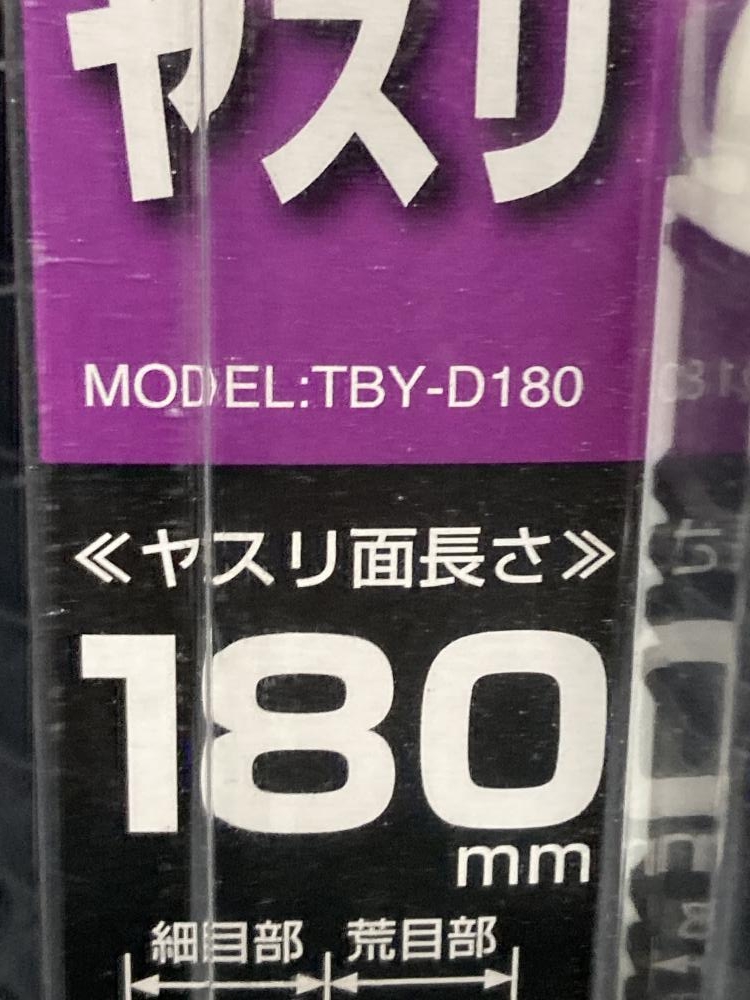 ヤスリ
MODEL:TBY-D180
≪ヤスリ面長さ≫
180
mm
細目部 荒目部